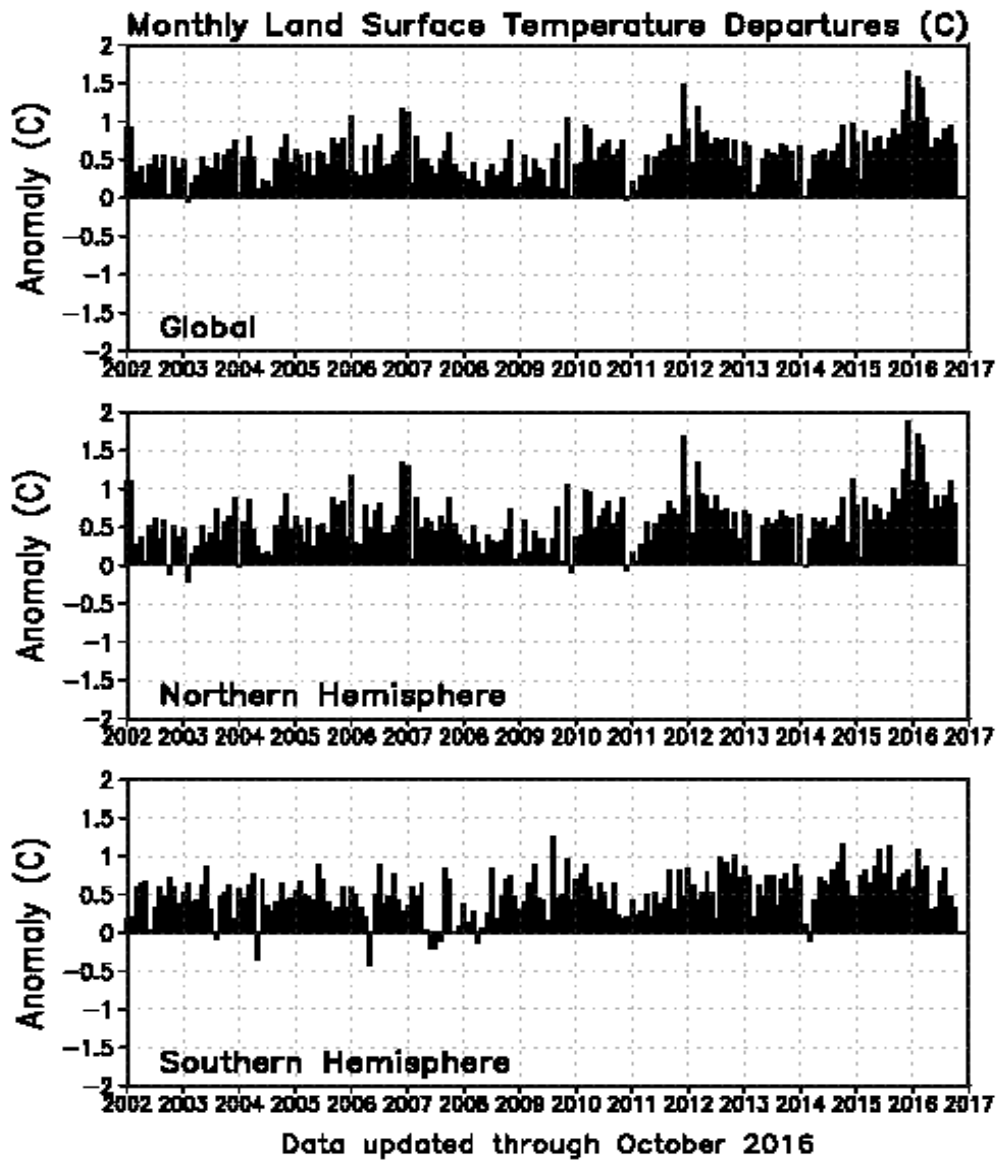 Monthly Land Surface Temperature Departures (C)
2
1.5
1
0.5
0
−0.5
−1
−1.5
−2
Anomaly (C)
Global
2002 2003 2004 2005 2006 2007 2008 2009 2010 2011 2012 2013 2014 2015 2016 2017
2
1.5
1
0.5
0
−0.5
−1
−1.5
−2
Anomaly (C)
Northern Hemisphere
2002 2003 2004 2005 2006 2007 2008 2009 2010 2011 2012 2013 2014 2015 2016 2017
2
1.5
1
0.5
0
−0.5
−1
−1.5
−2
Anomaly (C)
Southern Hemisphere
2002 2003 2004 2005 2006 2007 2008 2009 2010 2011 2012 2013 2014 2015 2016 2017
Data updated through October 2016